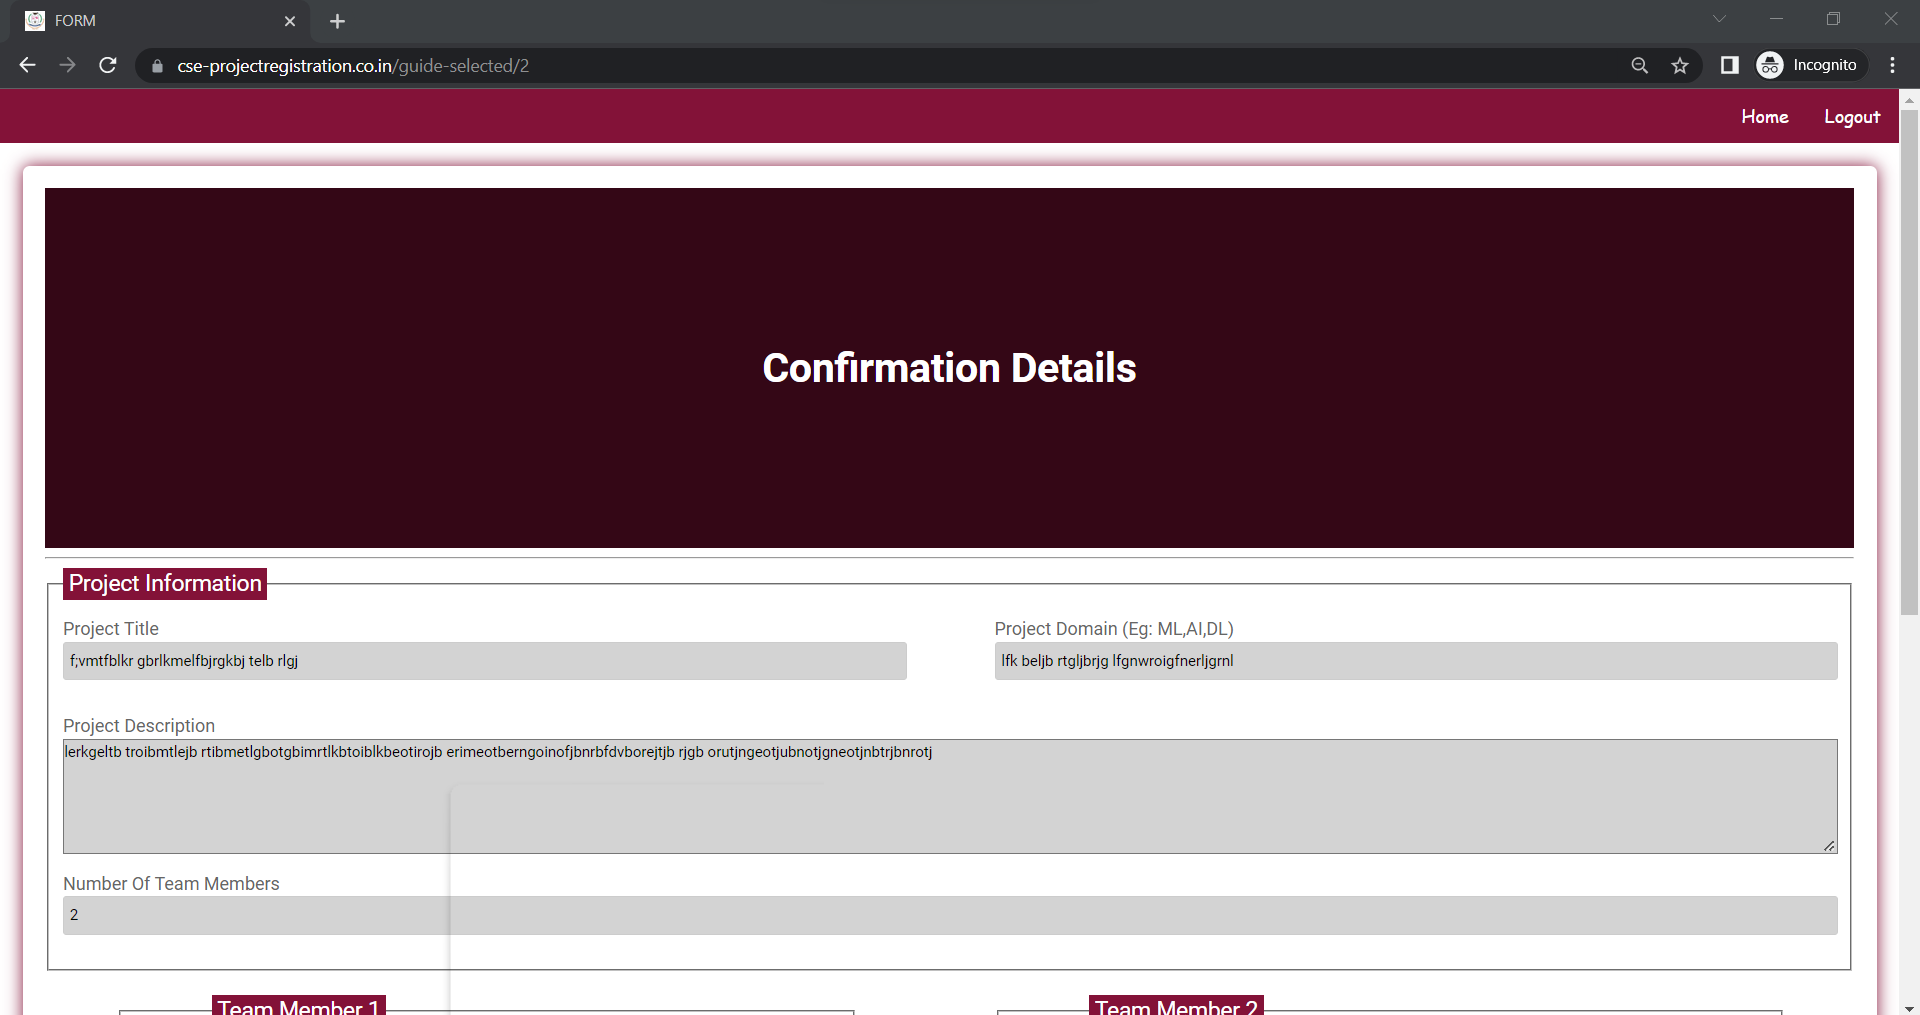 FORM
cse-projectregistration.co.in/guide-selected/2
Incognito
Home Logout
Confirmation Details
Project Information
Project Title
Project Domain (Eg: ML,AI,DL)
f;vmtfblkr gbrlkmelfbjrgkbj telb rlgj
lfk beljb rtgljbrjg lfgnwroigfnerljgrnl
Project Description
lerkgeltb troibmtlejb rtibmetlgbotgbimrtlkbtoiblkbeotirojb erimeotberngoinofjbnrbfdvborejtjb rjgb orutjngeotjubnotjgneotjnbtrjbnrotj
Number Of Team Members
2
Team Member 1
Team Member 2